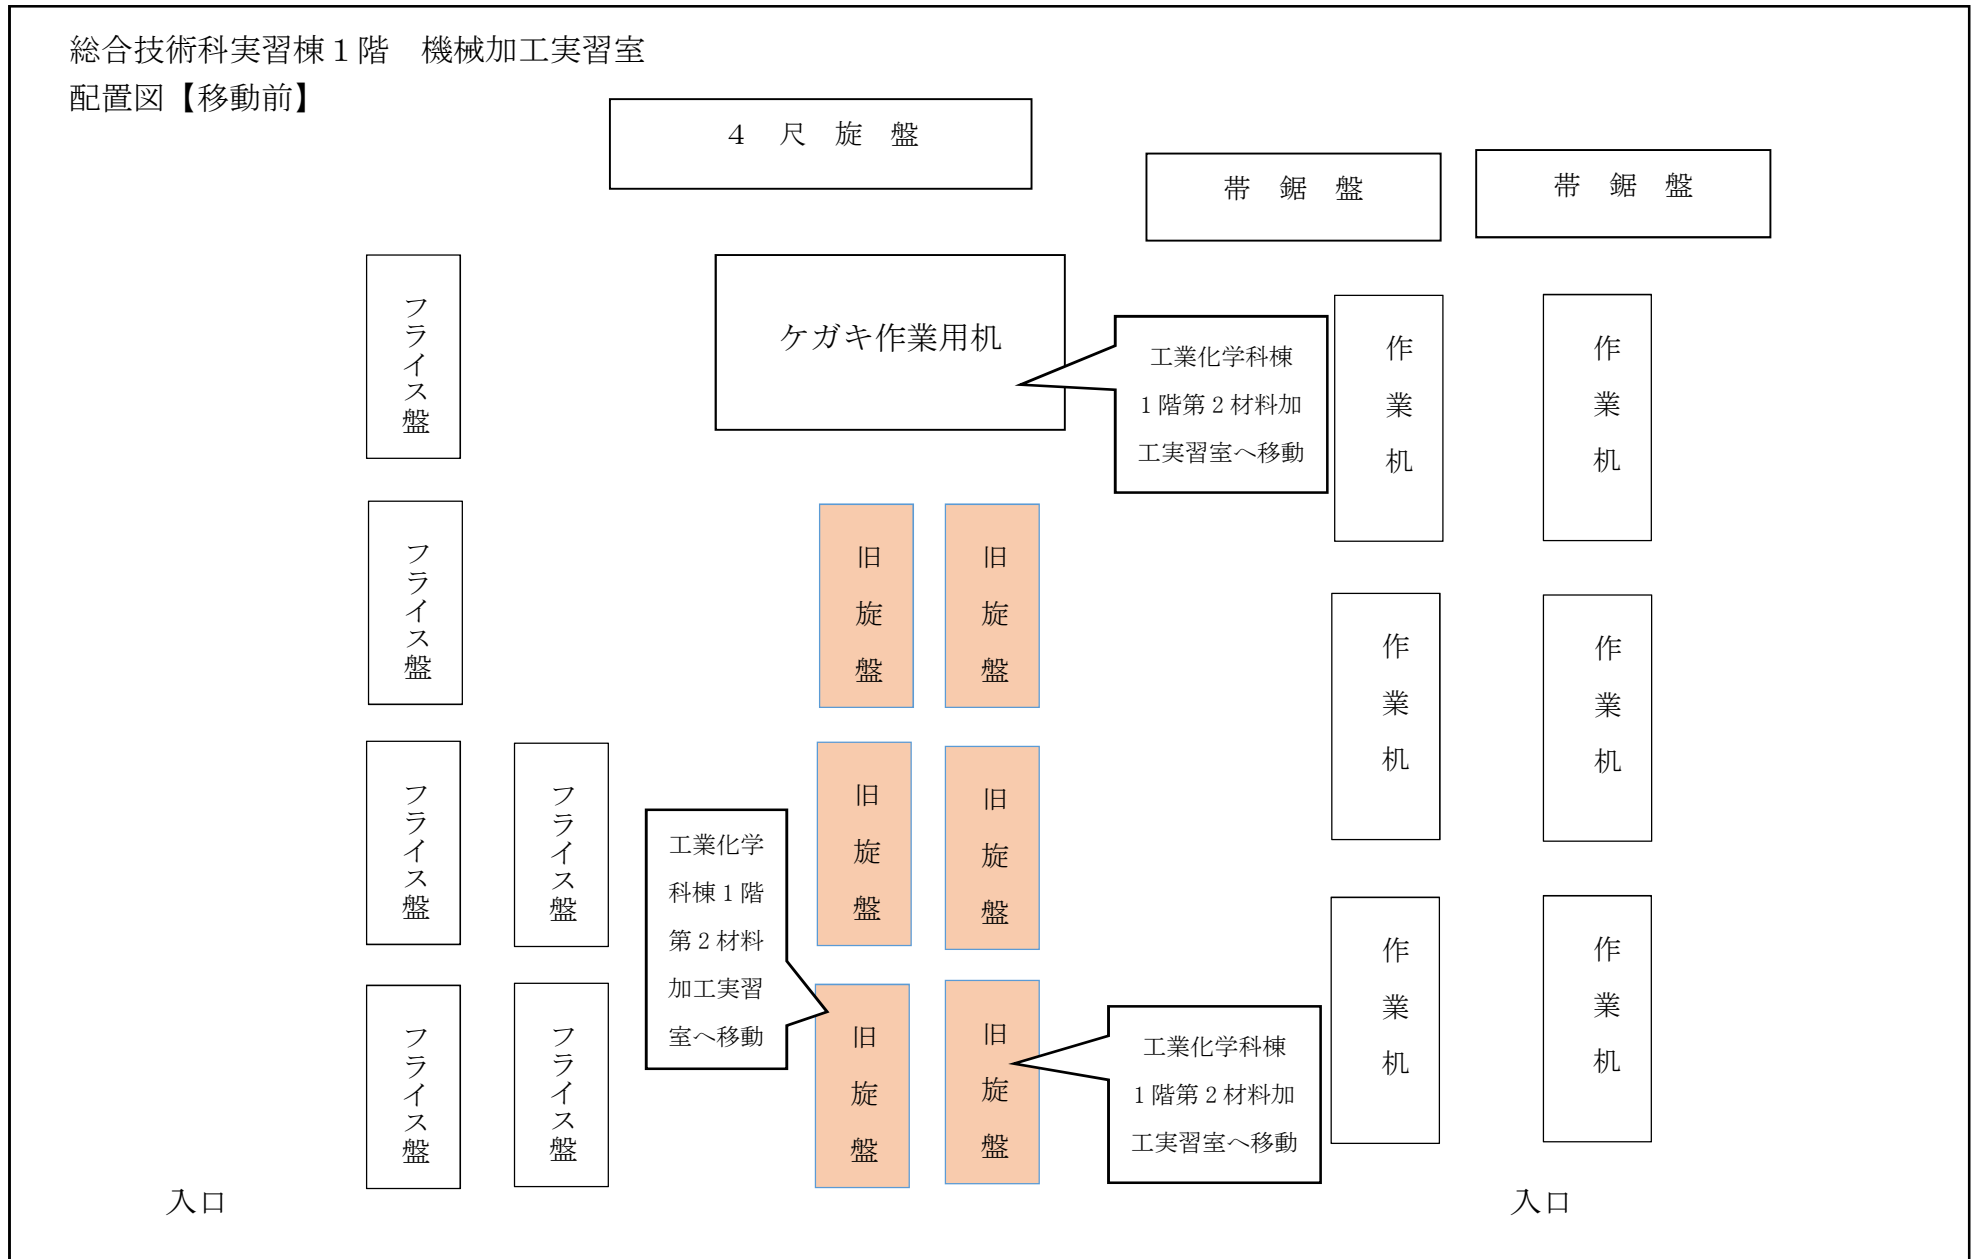 総合技術科実習棟１階　機械加工実習室
配置図【移動前】
４　尺　旋　盤
帯　鋸　盤
帯　鋸　盤
フライス盤
ケガキ作業用机
工業化学科棟
1 階第 2 材料加
工実習室へ移動
作業机
作業机
フライス盤
旧旋盤
旧旋盤
作業机
作業机
フライス盤
フライス盤
工業化学
科棟 1 階
第 2 材料
加工実習
室へ移動
旧旋盤
旧旋盤
作業机
作業机
フライス盤
フライス盤
旧旋盤
旧旋盤
工業化学科棟
1 階第 2 材料加
工実習室へ移動
入口
入口